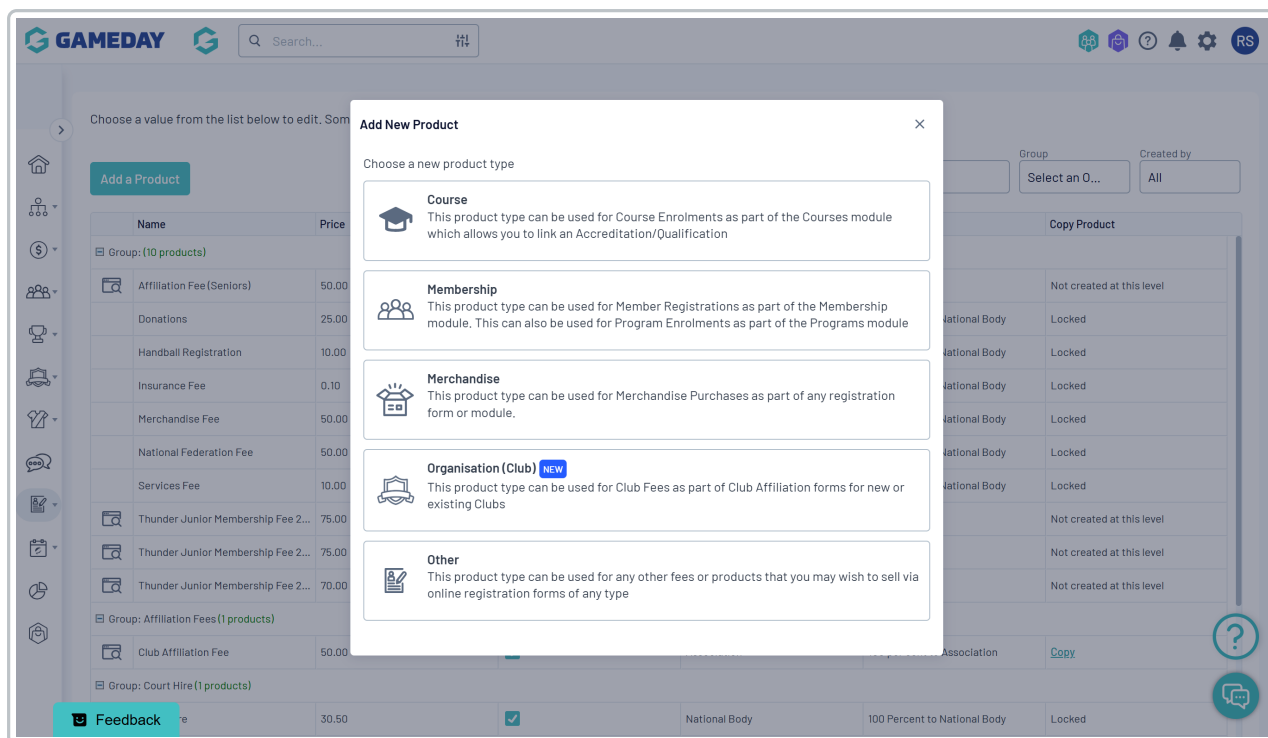 GAMEDAY
Search...
RS
Choose a value from the list below to edit. Som
Group
Created by
Add a Product
Select an O...
All
Name
Price
Copy Product
Group: (10 products)
Affiliation Fee (Seniors)
50.00
Not created at this level
Donations
25.00
National Body
Locked
Handball Registration
10.00
National Body
Locked
Insurance Fee
0.10
National Body
Locked
Merchandise Fee
50.00
National Body
Locked
National Federation Fee
50.00
National Body
Locked
Services Fee
10.00
National Body
Locked
Thunder Junior Membership Fee 2...
75.00
Not created at this level
Thunder Junior Membership Fee 2...
75.00
Not created at this level
Thunder Junior Membership Fee 2...
70.00
Not created at this level
Group: Affiliation Fees (1 products)
Club Affiliation Fee
50.00
Association
Copy
Group: Court Hire (1 products)
30.50
National Body
100 Percent to National Body
Locked
Feedback
Add New Product
Choose a new product type
Course
This product type can be used for Course Enrolments as part of the Courses module
which allows you to link an Accreditation/Qualification
Membership
This product type can be used for Member Registrations as part of the Membership
module. This can also be used for Program Enrolments as part of the Programs module
Merchandise
This product type can be used for Merchandise Purchases as part of any registration
form or module.
Organisation (Club) NEW
This product type can be used for Club Fees as part of Club Affiliation forms for new or
existing Clubs
Other
This product type can be used for any other fees or products that you may wish to sell via
online registration forms of any type